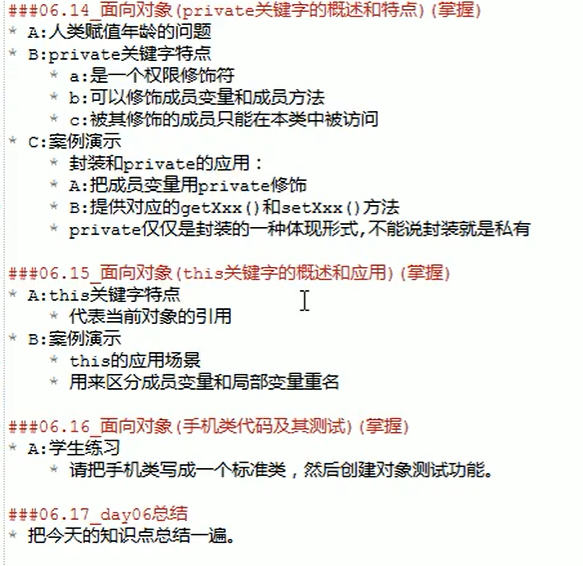 ###06.14_面向对象(private关键字的概述和特点)(掌握)
* A:人类赋值年龄的问题
* B:private关键字特点
* a:是一个权限修饰符
* b:可以修饰成员变量和成员方法
* c:被其修饰的成员只能在本类中被访问
* C:案例演示
* 封装和private的应用：
* A:把成员变量用private修饰
* B:提供对应的getXxx()和setXxx()方法
* private仅仅是封装的一种体现形式,不能说封装就是私有
###06.15_面向对象(this关键字的概述和应用)(掌握)
* A:this关键字特点
* 代表当前对象的引用
* B:案例演示
* this的应用场景
* 用来区分成员变量和局部变量重名
###06.16_面向对象(手机类代码及其测试)(掌握)
* A:学生练习
* 请把手机类写成一个标准类，然后创建对象测试功能。
###06.17_day06总结
* 把今天的知识点总结一遍。